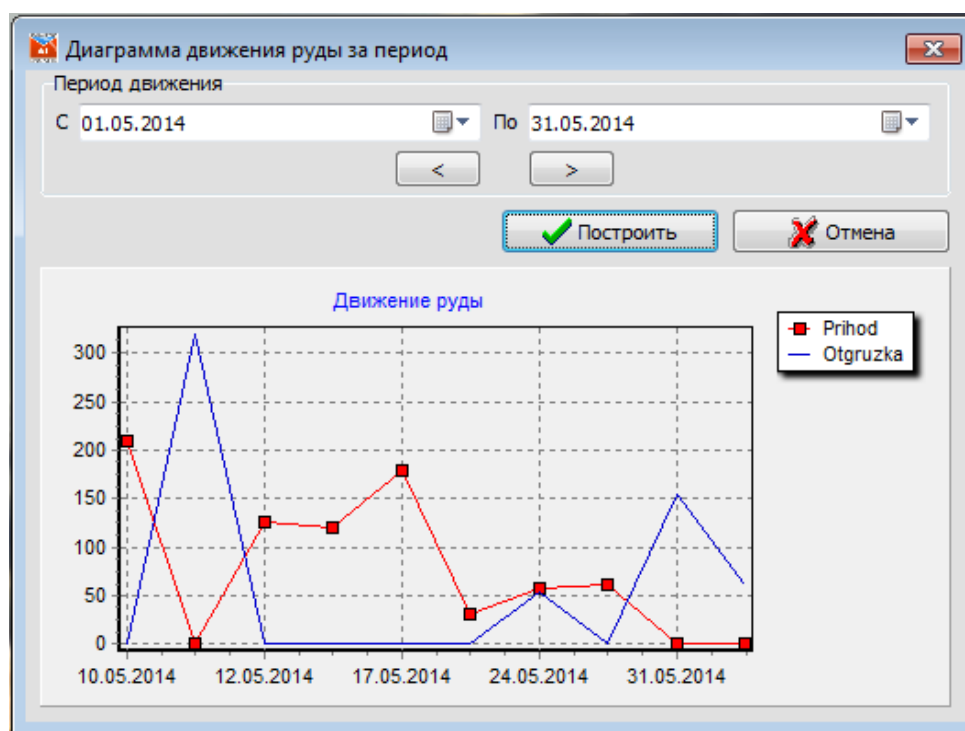 Диаграмма движения руды за период
Период движения
С 01.05.2014 По 31.05.2014
< >
Построить Отмена
Движение руды
Prihod
Otgruzka
300
250
200
150
100
50
0
10.05.2014 12.05.2014 17.05.2014 24.05.2014 31.05.2014